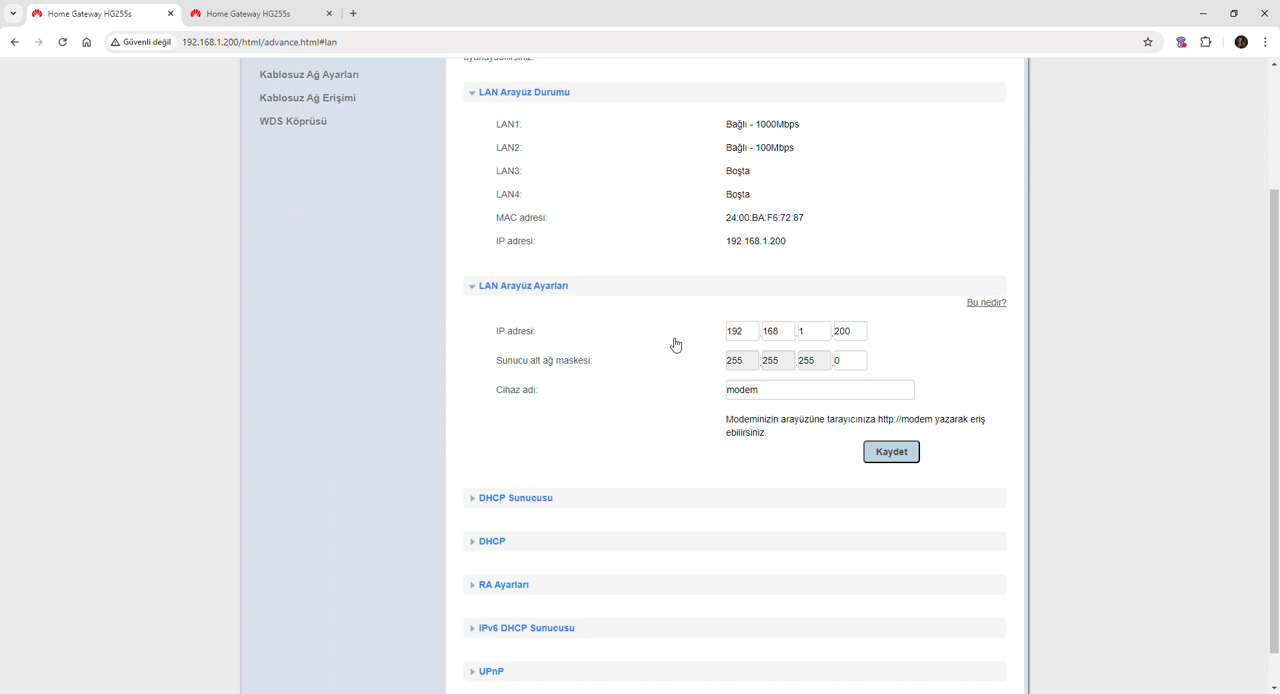 Home Gateway HG255s
Home Gateway HG255s
Güvenli değil
192.168.1.200/html/advance.html#lan
ayarlayabilirsiniz.
Kablosuz Ağ Ayarları
Kablosuz Ağ Erişimi
WDS Köprüsü
LAN Arayüz Durumu
LAN1: Bağlı - 1000Mbps
LAN2: Bağlı - 100Mbps
LAN3: Boşta
LAN4: Boşta
MAC adresi: 24:00:BA:F6:72:87
IP adresi: 192.168.1.200
LAN Arayüz Ayarları
Bu nedir?
IP adresi: 192 . 168 . 1 . 200
Sunucu alt ağ maskesi: 255 . 255 . 255 . 0
Cihaz adı: modem
Modeminizin arayüzüne tarayıcınıza http://modem yazarak eriş
ebilirsiniz.
Kaydet
DHCP Sunucusu
DHCP
RA Ayarları
IPv6 DHCP Sunucusu
UPnP